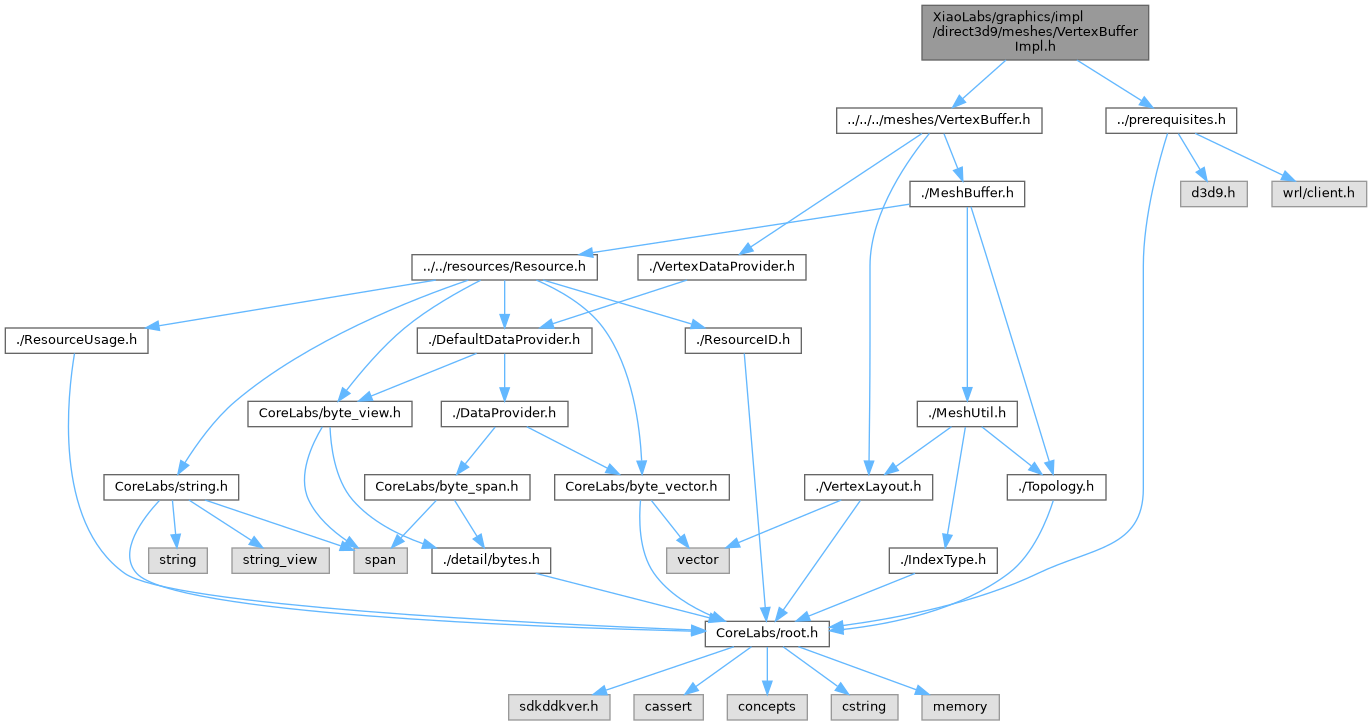 XiaoLabs/graphics/impl
/direct3d9/meshes/VertexBuffer
Impl.h
../../../meshes/VertexBuffer.h
../prerequisites.h
./MeshBuffer.h
d3d9.h
wrl/client.h
../../resources/Resource.h
./VertexDataProvider.h
./ResourceUsage.h
./DefaultDataProvider.h
./ResourceID.h
CoreLabs/byte_view.h
./DataProvider.h
./MeshUtil.h
CoreLabs/string.h
CoreLabs/byte_span.h
CoreLabs/byte_vector.h
./VertexLayout.h
./Topology.h
string
string_view
span
./detail/bytes.h
vector
./IndexType.h
CoreLabs/root.h
sdkddkver.h
cassert
concepts
cstring
memory